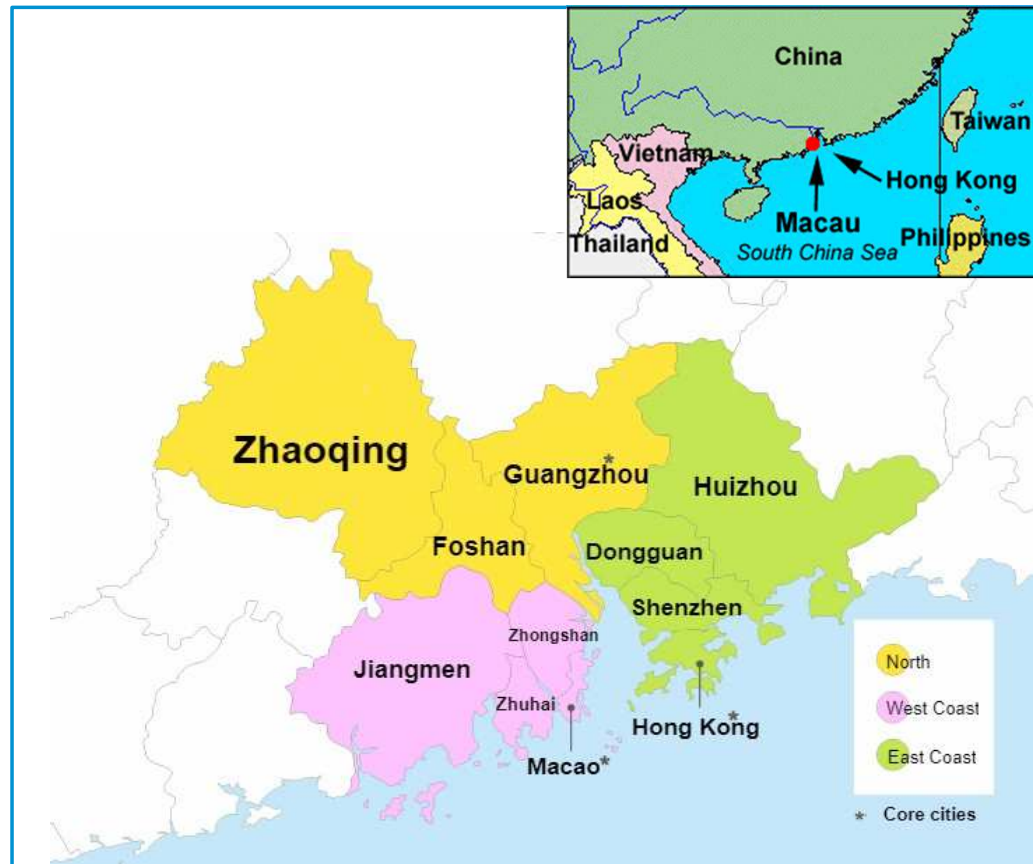 China
Taiwan
Vietnam
Hong Kong
Laos
Macau
Thailand
South China Sea
Philippines
Zhaoqing
Guangzhou*
Huizhou
Foshan
Dongguan
Shenzhen
Zhongshan
Jiangmen
Zhuhai
Hong Kong*
Macao*
North
West Coast
East Coast
* Core cities